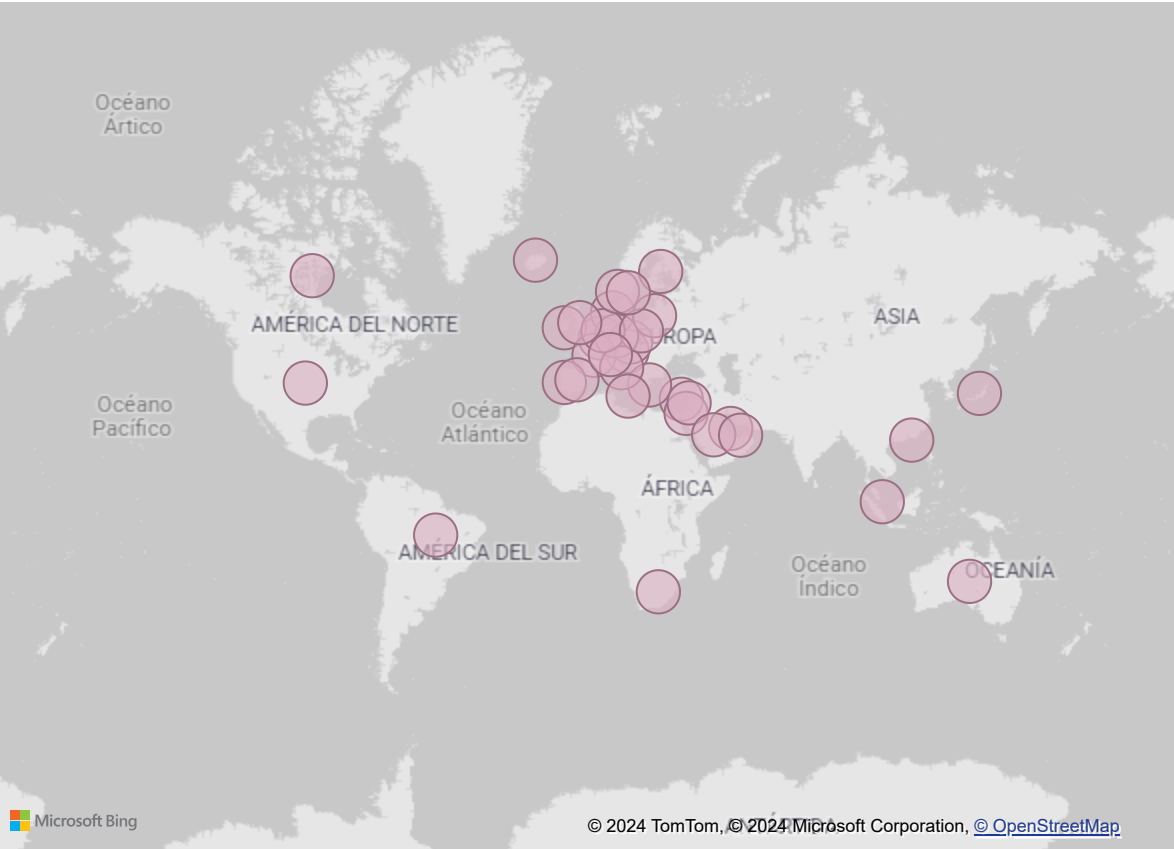 Océano
Ártico
AMÉRICA DEL NORTE
ASIA
ROPA
Océano
Pacífico
Océano
Atlántico
ÁFRICA
AMÉRICA DEL SUR
Océano
Índico
OCEANÍA
Microsoft Bing
ANTÁRTIDA
© 2024 TomTom, © 2024 Microsoft Corporation, © OpenStreetMap